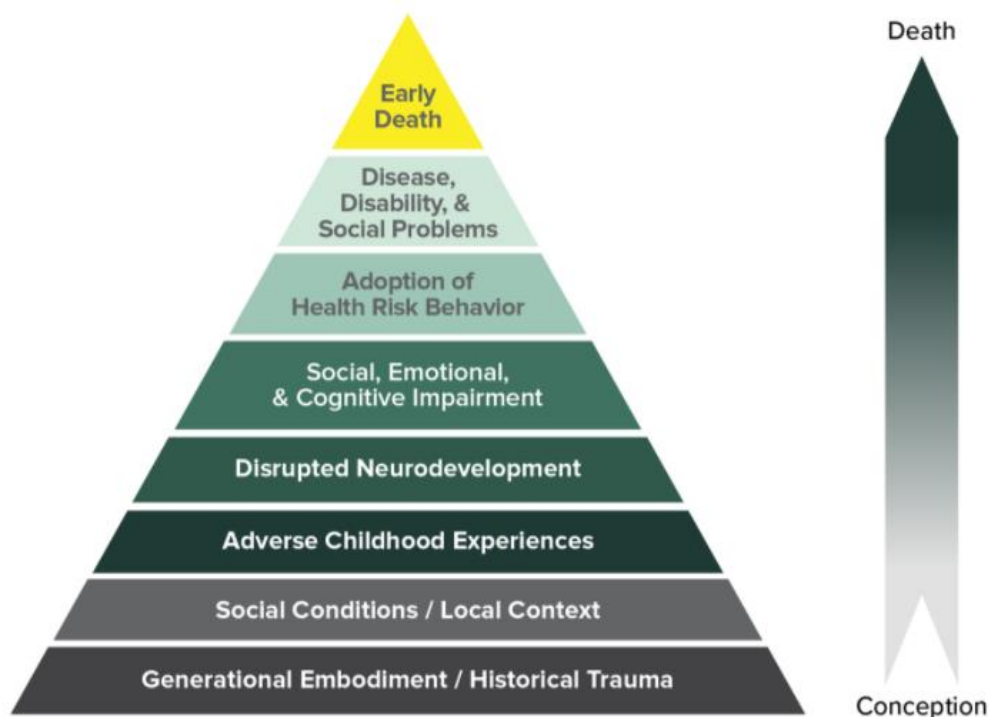 Death
Early
Death
Disease,
Disability, &
Social Problems
Adoption of
Health Risk Behavior
Social, Emotional,
& Cognitive Impairment
Disrupted Neurodevelopment
Adverse Childhood Experiences
Social Conditions / Local Context
Generational Embodiment / Historical Trauma
Conception